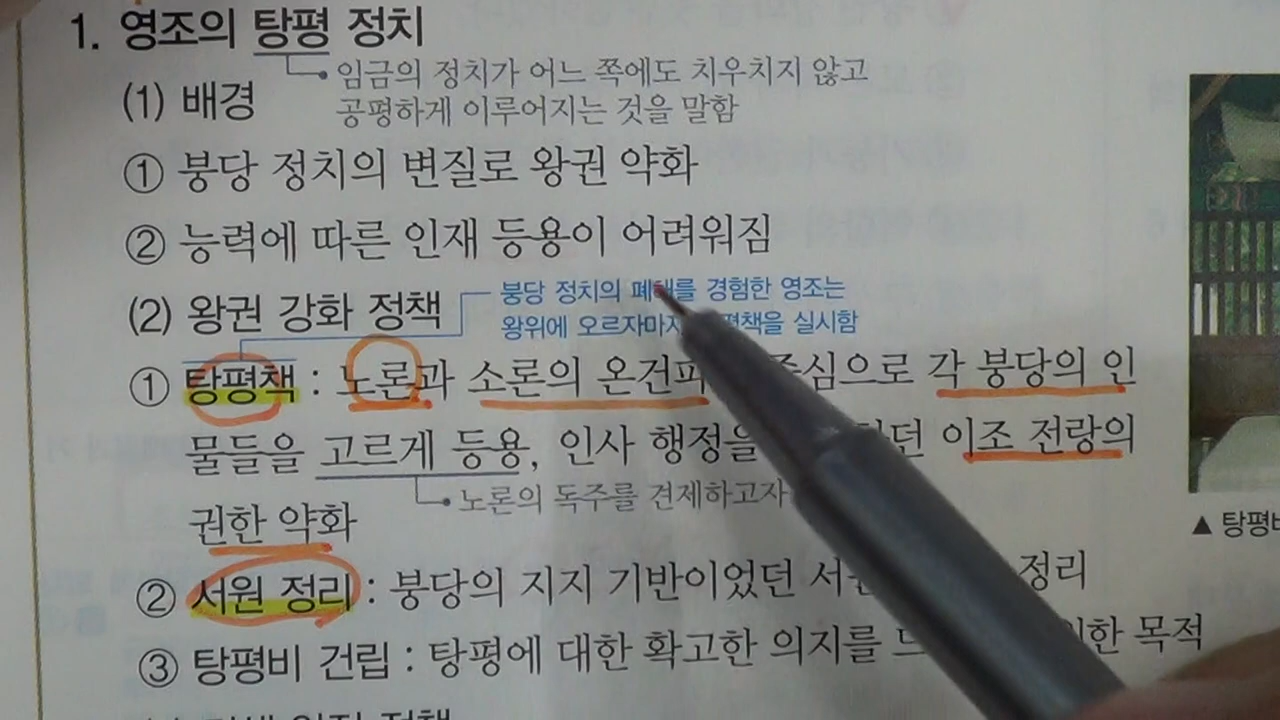 1. 영조의 탕평 정치
임금의 정치가 어느 쪽에도 치우치지 않고
(1) 배경
공평하게 이루어지는 것을 말함
① 붕당 정치의 변질로 왕권 약화
② 능력에 따른 인재 등용이 어려워짐
(2) 왕권 강화 정책
붕당 정치의 폐해를 경험한 영조는
왕위에 오르자마자 실시함
① 탕평책 : 노론과 소론의 온건파 중심으로 각 붕당의 인
물들을 고르게 등용, 인사 행정을 이조 전랑의
노론의 독주를 견제하고자
권한 약화
② 서원 정리 : 붕당의 지지 기반이었던 정리
③ 탕평비 건립 : 탕평에 대한 확고한 의지를 목적
▲ 탕평비